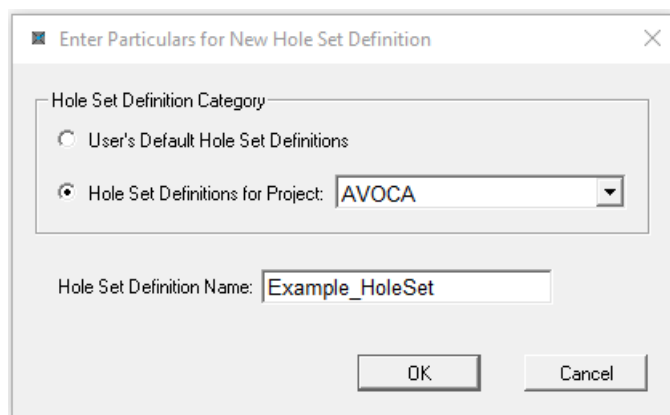 Enter Particulars for New Hole Set Definition
Hole Set Definition Category
User's Default Hole Set Definitions
Hole Set Definitions for Project: AVOCA
Hole Set Definition Name: Example_HoleSet
OK Cancel